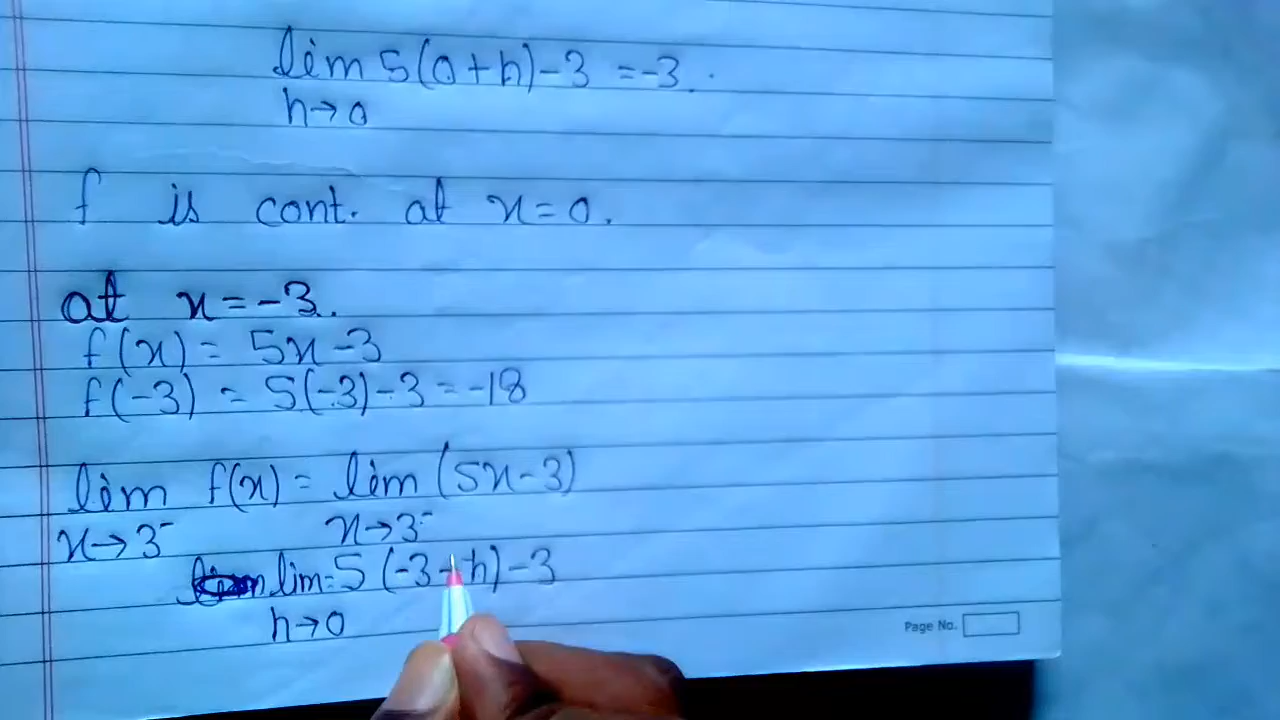 lim 5(0+h)-3 = -3.
h→0
f is cont. at x=0.
at x=-3.
f(x) = 5x-3
f(-3) = 5(-3)-3 = -18
lim f(x) = lim (5x-3)
x→3⁻ x→3⁻
lim = 5(-3+h)-3
h→0
Page No.